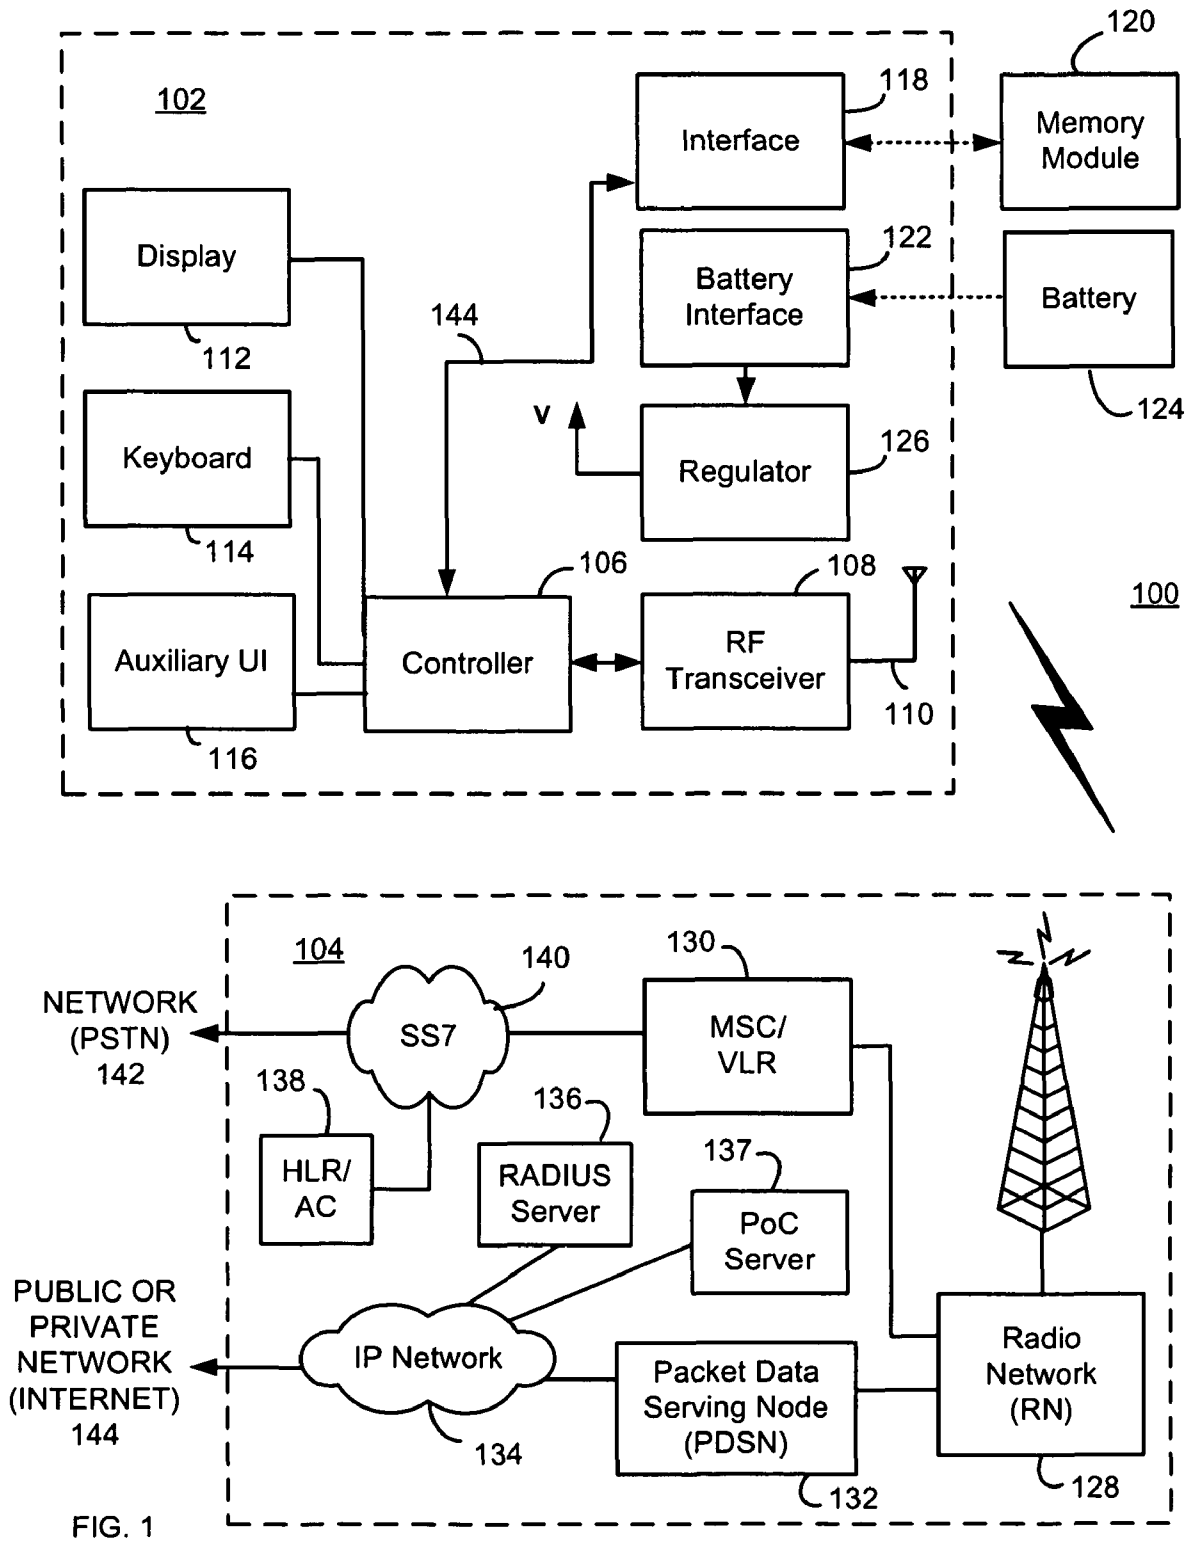 120
102
118
Interface
Memory
Module
Display
122
Battery
Interface
Battery
144
112
124
V
Keyboard
Regulator
126
114
106
108
100
Auxiliary UI
Controller
RF
Transceiver
110
116
104
140
130
NETWORK
(PSTN)
142
SS7
MSC/
VLR
138
136
137
HLR/
AC
RADIUS
Server
PoC
Server
PUBLIC OR
PRIVATE
NETWORK
(INTERNET)
144
IP Network
Packet Data
Serving Node
(PDSN)
Radio
Network
(RN)
134
132
128
FIG. 1